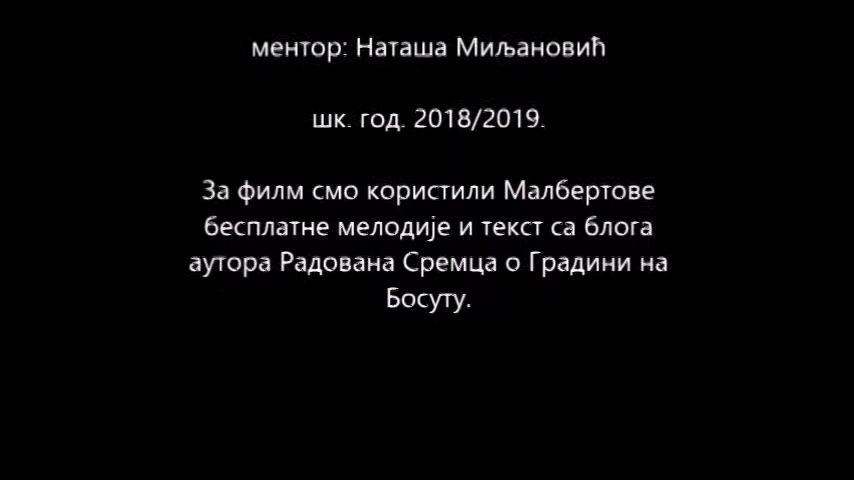 ментор: Наташа Миљановић
шк. год. 2018/2019.
За филм смо користили Малбертове
бесплатне мелодије и текст са блога
аутора Радована Сремца о Градини на
Босуту.